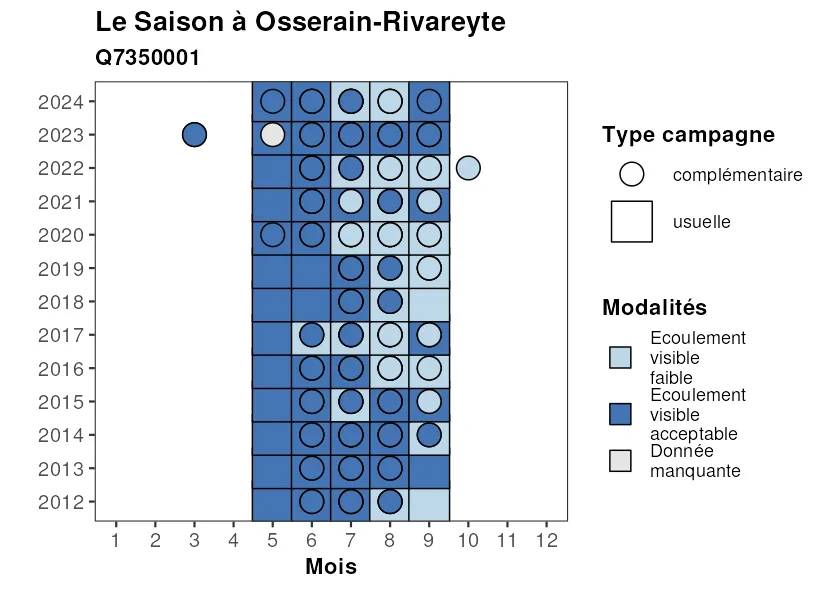 Le Saison à Osserain-Rivareyte
Q7350001
2024
2023
2022
2021
2020
2019
2018
2017
2016
2015
2014
2013
2012
1 2 3 4 5 6 7 8 9 10 11 12
Mois
Type campagne
complémentaire
usuelle
Modalités
Ecoulement
visible
faible
Ecoulement
visible
acceptable
Donnée
manquante